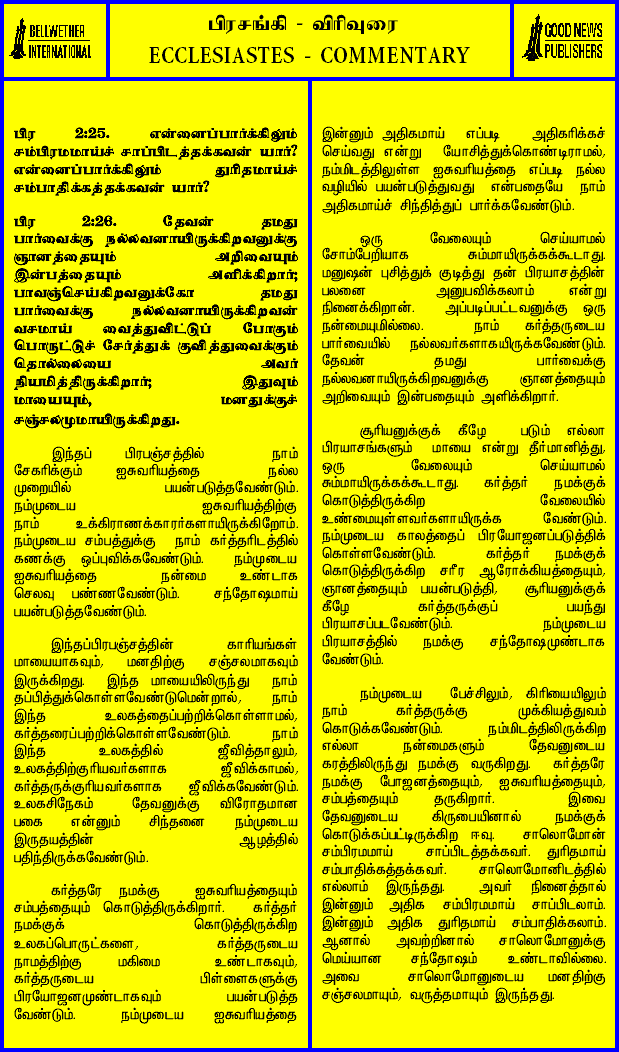 BELLWETHER
INTERNATIONAL
பிரசங்கி - விரிவுரை
ECCLESIASTES - COMMENTARY
GOOD NEWS
PUBLISHERS
பிர 2:25. என்னைப்பார்க்கிலும்
சம்பிரமமாய்ச் சாப்பிடத்தக்கவன் யார்?
என்னைப்பார்க்கிலும் துரிதமாய்ச்
சம்பாதிக்கத்தக்கவன் யார்?
பிர 2:26. தேவன் தமது
பார்வைக்கு நல்லவனாயிருக்கிறவனுக்கு
ஞானத்தையும் அறிவையும்
இன்பத்தையும் அளிக்கிறார்;
பாவஞ்செய்கிறவனுக்கோ தமது
பார்வைக்கு நல்லவனாயிருக்கிறவன்
வசமாய் வைத்துவிட்டுப் போகும்
பொருட்டுச் சேர்த்துக் குவித்துவைக்கும்
தொல்லையை அவர்
நியமித்திருக்கிறார்; இதுவும்
மாயையும், மனதுக்குச்
சஞ்சலமுமாயிருக்கிறது.
இந்தப் பிரபஞ்சத்தில் நாம்
சேகரிக்கும் ஐசுவரியத்தை நல்ல
முறையில் பயன்படுத்தவேண்டும்.
நம்முடைய ஐசுவரியத்திற்கு
நாம் உக்கிராணக்காரர்களாயிருக்கிறோம்.
நம்முடைய சம்பத்துக்கு நாம் கர்த்தரிடத்தில்
கணக்கு ஒப்புவிக்கவேண்டும். நம்முடைய
ஐசுவரியத்தை நன்மை உண்டாக
செலவு பண்ணவேண்டும். சந்தோஷமாய்
பயன்படுத்தவேண்டும்.
இந்தப்பிரபஞ்சத்தின் காரியங்கள்
மாயையாகவும், மனதிற்கு சஞ்சலமாகவும்
இருக்கிறது. இந்த மாயையிலிருந்து நாம்
தப்பித்துக்கொள்ளவேண்டுமென்றால், நாம்
இந்த உலகத்தைப்பற்றிக்கொள்ளாமல்,
கர்த்தரைப்பற்றிக்கொள்ளவேண்டும். நாம்
இந்த உலகத்தில் ஜீவித்தாலும்,
உலகத்திற்குரியவர்களாக ஜீவிக்காமல்,
கர்த்தருக்குரியவர்களாக ஜீவிக்கவேண்டும்.
உலகசிநேகம் தேவனுக்கு விரோதமான
பகை என்னும் சிந்தனை நம்முடைய
இருதயத்தின் ஆழத்தில்
பதிந்திருக்கவேண்டும்.
கர்த்தரே நமக்கு ஐசுவரியத்தையும்
சம்பத்தையும் கொடுத்திருக்கிறார். கர்த்தர்
நமக்குக் கொடுத்திருக்கிற
உலகப்பொருட்களை, கர்த்தருடைய
நாமத்திற்கு மகிமை உண்டாகவும்,
கர்த்தருடைய பிள்ளைகளுக்கு
பிரயோஜனமுண்டாகவும் பயன்படுத்த
வேண்டும். நம்முடைய ஐசுவரியத்தை
இன்னும் அதிகமாய் எப்படி அதிகரிக்கச்
செய்வது என்று யோசித்துக்கொண்டிராமல்,
நம்மிடத்திலுள்ள ஐசுவரியத்தை எப்படி நல்ல
வழியில் பயன்படுத்துவது என்பதையே நாம்
அதிகமாய்ச் சிந்தித்துப் பார்க்கவேண்டும்.
ஒரு வேலையும் செய்யாமல்
சோம்பேறியாக சும்மாயிருக்கக்கூடாது.
மனுஷன் புசித்துக் குடித்து தன் பிரயாசத்தின்
பலனை அனுபவிக்கலாம் என்று
நினைக்கிறான். அப்படிப்பட்டவனுக்கு ஒரு
நன்மையுமில்லை. நாம் கர்த்தருடைய
பார்வையில் நல்லவர்களாகயிருக்கவேண்டும்.
தேவன் தமது பார்வைக்கு
நல்லவனாயிருக்கிறவனுக்கு ஞானத்தையும்
அறிவையும் இன்பதையும் அளிக்கிறார்.
சூரியனுக்குக் கீழே படும் எல்லா
பிரயாசங்களும் மாயை என்று தீர்மானித்து,
ஒரு வேலையும் செய்யாமல்
சும்மாயிருக்கக்கூடாது. கர்த்தர் நமக்குக்
கொடுத்திருக்கிற வேலையில்
உண்மையுள்ளவர்களாயிருக்க வேண்டும்.
நம்முடைய காலத்தைப் பிரயோஜனப்படுத்திக்
கொள்ளவேண்டும். கர்த்தர் நமக்குக்
கொடுத்திருக்கிற சரீர ஆரோக்கியத்தையும்,
ஞானத்தையும் பயன்படுத்தி, சூரியனுக்குக்
கீழே கர்த்தருக்குப் பயந்து
பிரயாசப்படவேண்டும். நம்முடைய
பிரயாசத்தில் நமக்கு சந்தோஷமுண்டாக
வேண்டும்.
நம்முடைய பேச்சிலும், கிரியையிலும்
நாம் கர்த்தருக்கு முக்கியத்துவம்
கொடுக்கவேண்டும். நம்மிடத்திலிருக்கிற
எல்லா நன்மைகளும் தேவனுடைய
கரத்திலிருந்து நமக்கு வருகிறது. கர்த்தரே
நமக்கு போஜனத்தையும், ஐசுவரியத்தையும்,
சம்பத்தையும் தருகிறார். இவை
தேவனுடைய கிருபையினால் நமக்குக்
கொடுக்கப்பட்டிருக்கிற ஈவு. சாலொமோன்
சம்பிரமமாய் சாப்பிடத்தக்கவர். துரிதமாய்
சம்பாதிக்கத்தக்கவர். சாலொமோனிடத்தில்
எல்லாம் இருந்தது. அவர் நினைத்தால்
இன்னும் அதிக சம்பிரமமாய் சாப்பிடலாம்.
இன்னும் அதிக துரிதமாய் சம்பாதிக்கலாம்.
ஆனால் அவற்றினால் சாலொமோனுக்கு
மெய்யான சந்தோஷம் உண்டாவில்லை.
அவை சாலொமோனுடைய மனதிற்கு
சஞ்சலமாயும், வருத்தமாயும் இருந்தது.